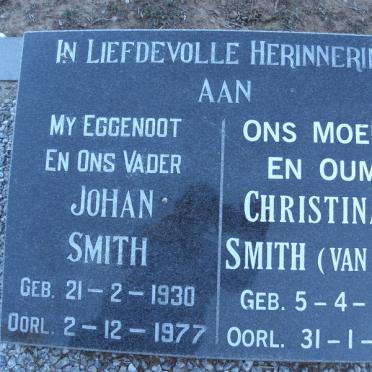 IN LIEFDEVOLLE HERINNERIN
AAN
MY EGGENOOT
EN ONS VADER
JOHAN
SMITH
GEB. 21-2-1930
OORL. 2-12-1977
ONS MOE
EN OUM
CHRISTINA
SMITH (VAN
GEB. 5-4-
OORL. 31-1-